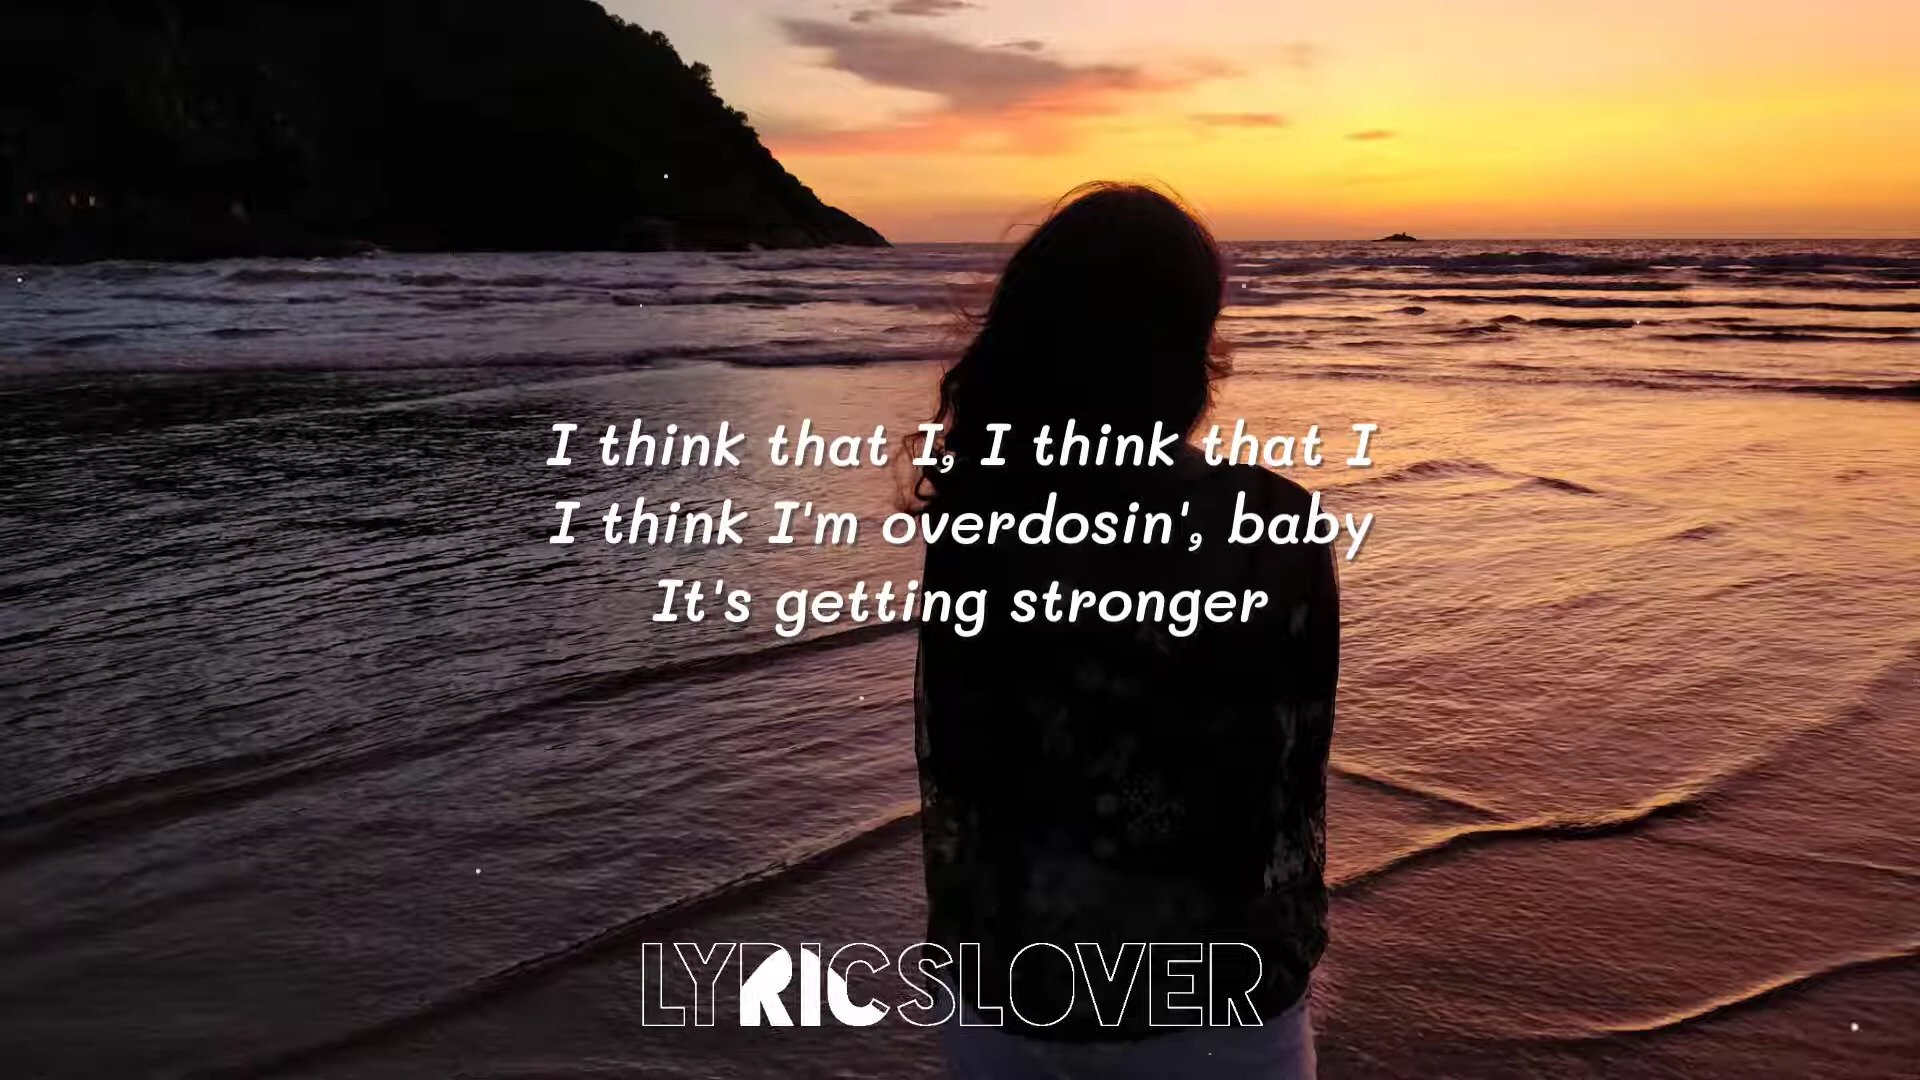 I think that I, I think that I
I think I'm overdosin', baby
It's getting stronger
LYRICSLOVER